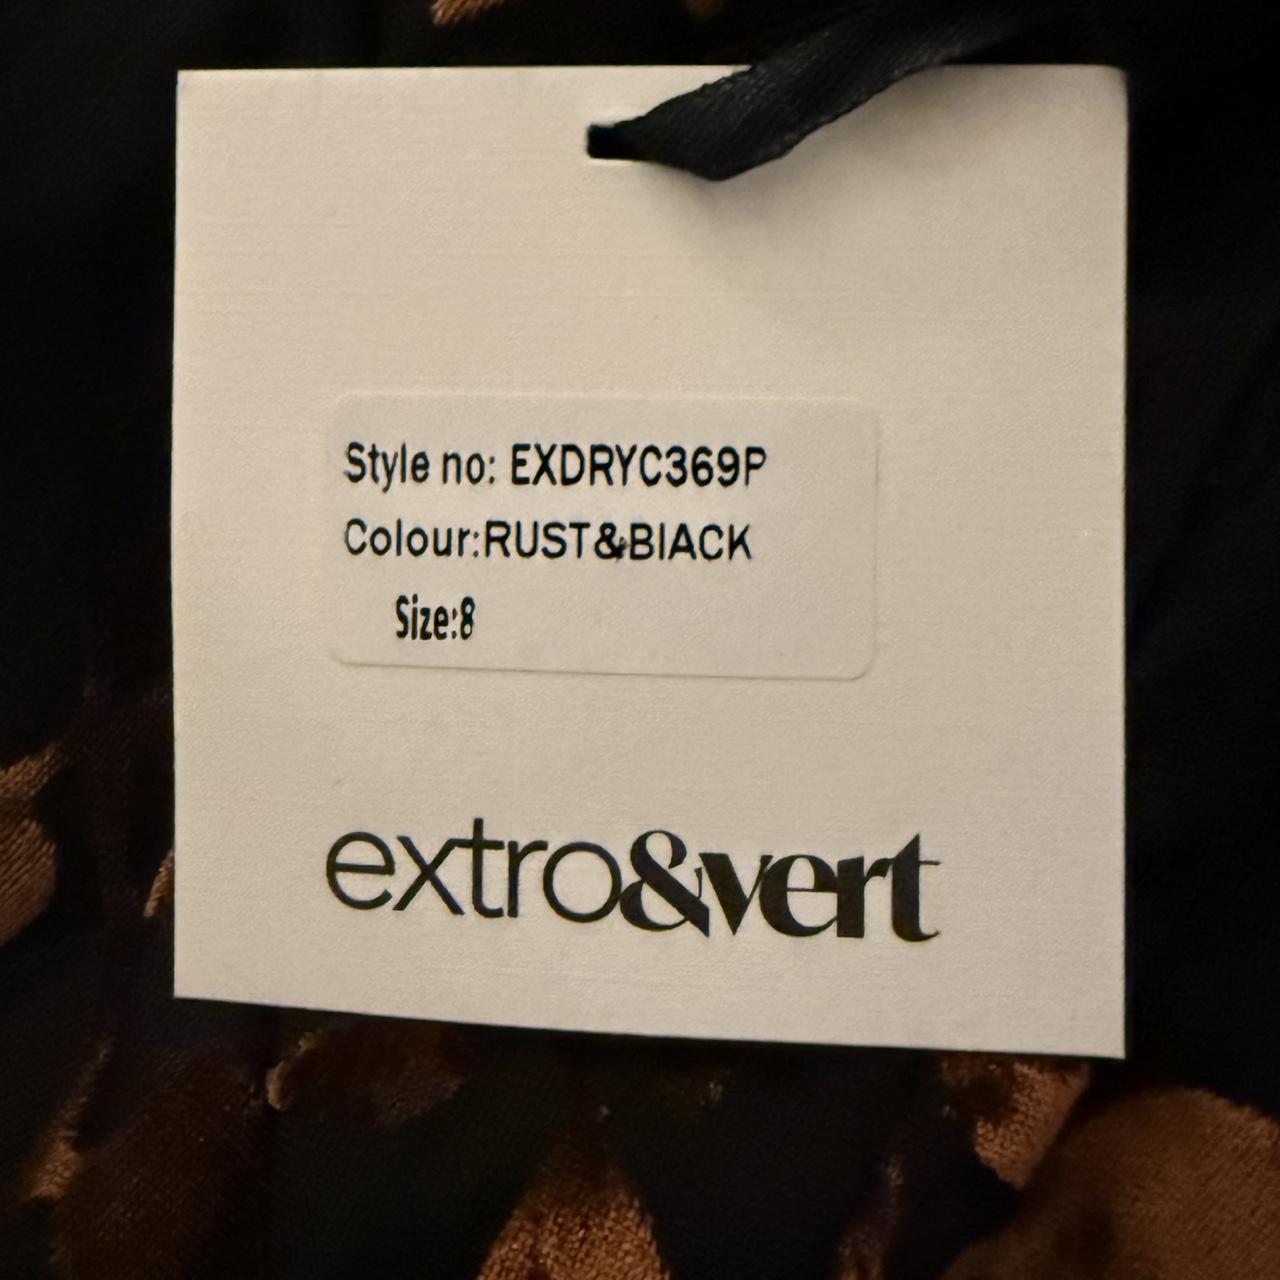 Style no: EXDRYC369P
Colour:RUST&BIACK
Size:8
extro&vert